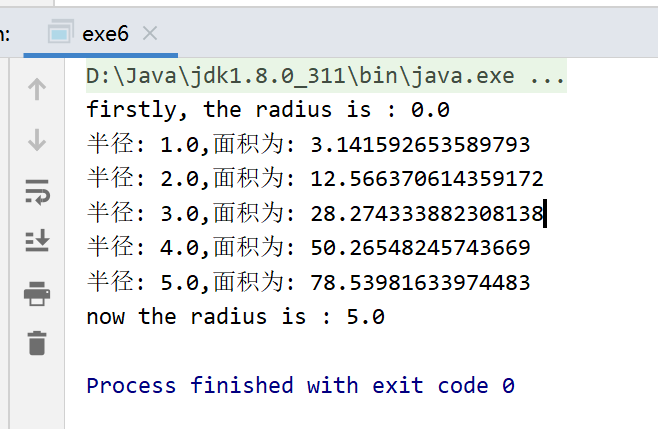 n:
exe6
D:\Java\jdk1.8.0_311\bin\java.exe ...
firstly, the radius is : 0.0
半径: 1.0,面积为: 3.141592653589793
半径: 2.0,面积为: 12.566370614359172
半径: 3.0,面积为: 28.274333882308138
半径: 4.0,面积为: 50.26548245743669
半径: 5.0,面积为: 78.53981633974483
now the radius is : 5.0
Process finished with exit code 0